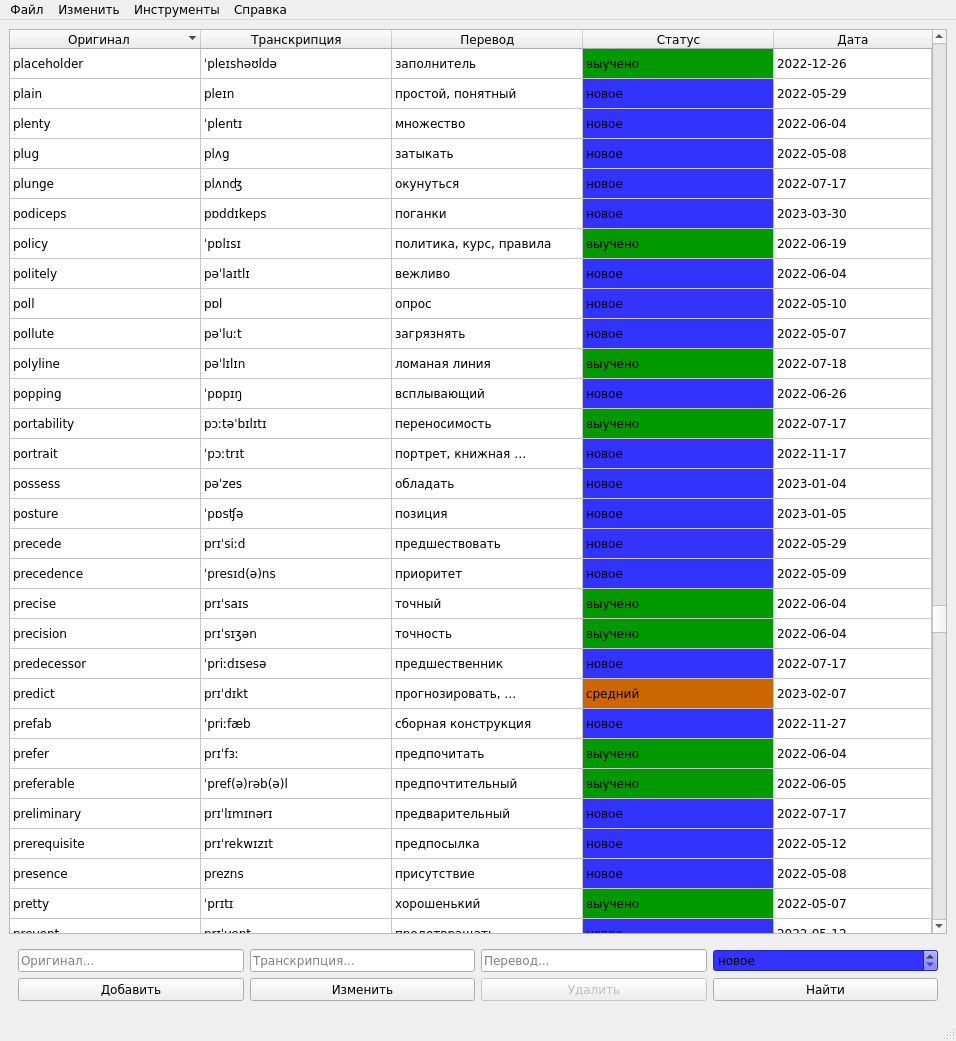 Файл Изменить Инструменты Справка
Оригинал Транскрипция Перевод Статус Дата
placeholder ˈpleɪshəʊldə заполнитель выучено 2022-12-26
plain pleɪn простой, понятный новое 2022-05-29
plenty ˈplentɪ множество новое 2022-06-04
plug plʌg затыкать новое 2022-05-08
plunge plʌnʤ окунуться новое 2022-07-17
podiceps pɒddɪkeps поганки новое 2023-03-30
policy ˈpɒlɪsɪ политика, курс, правила выучено 2022-06-19
politely pəˈlaɪtlɪ вежливо новое 2022-06-04
poll pɒl опрос новое 2022-05-10
pollute pəˈluːt загрязнять новое 2022-05-07
polyline pəˈlɪlɪn ломаная линия выучено 2022-07-18
popping ˈpɒpɪŋ всплывающий новое 2022-06-26
portability pɔːtəˈbɪlɪtɪ переносимость выучено 2022-07-17
portrait ˈpɔːtrɪt портрет, книжная ... новое 2022-11-17
possess pəˈzes обладать новое 2023-01-04
posture ˈpɒsʧə позиция новое 2023-01-05
precede prɪˈsiːd предшествовать новое 2022-05-29
precedence ˈpresɪd(ə)ns приоритет новое 2022-05-09
precise prɪˈsaɪs точный выучено 2022-06-04
precision prɪˈsɪʒən точность выучено 2022-06-04
predecessor ˈpriːdɪsesə предшественник новое 2022-07-17
predict prɪˈdɪkt прогнозировать, ... средний 2023-02-07
prefab ˈpriːfæb сборная конструкция новое 2022-11-27
prefer prɪˈfɜː предпочитать выучено 2022-06-04
preferable ˈpref(ə)rəb(ə)l предпочтительный выучено 2022-06-05
preliminary prɪˈlɪmɪnərɪ предварительный новое 2022-07-17
prerequisite prɪˈrekwɪzɪt предпосылка новое 2022-05-12
presence prezns присутствие новое 2022-05-08
pretty ˈprɪtɪ хорошенький выучено 2022-05-07
prevent prɪˈvent предотвращать новое 2022-05-12
Оригинал... Транскрипция... Перевод... новое
Добавить Изменить Удалить Найти